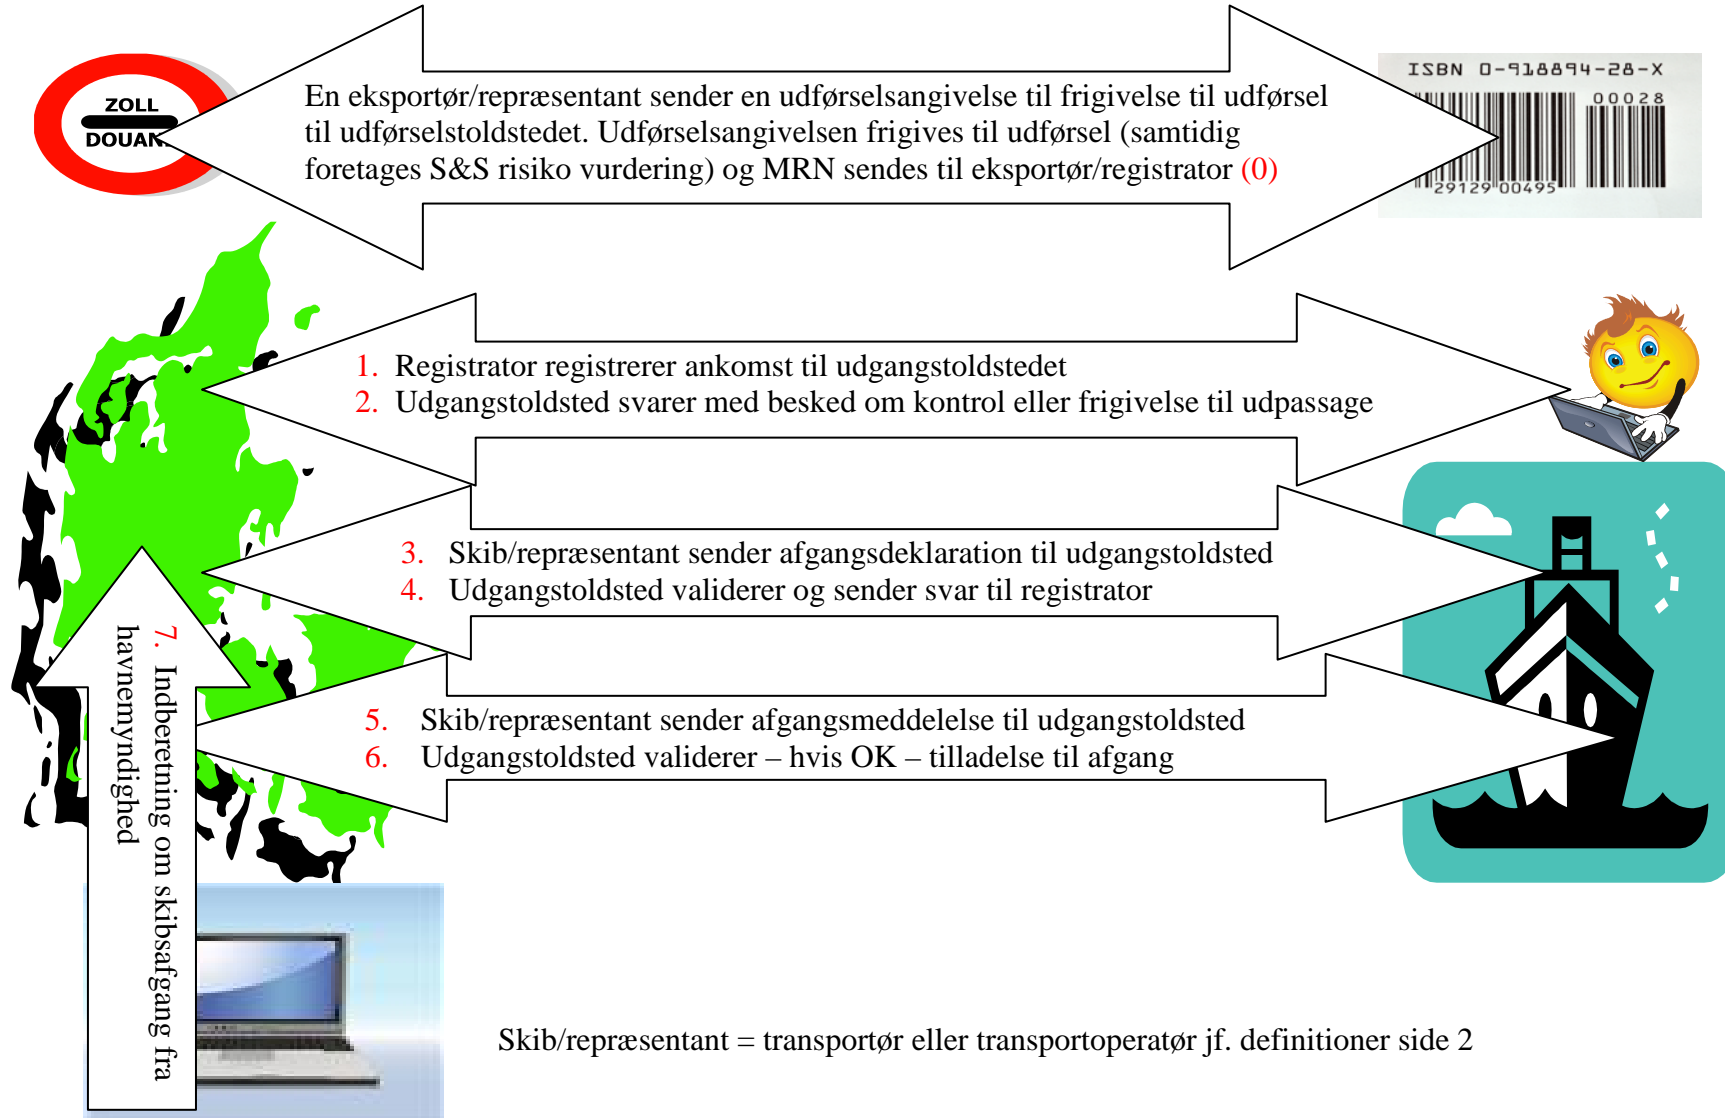 ZOLL
DOUAN
ISBN 0-918894-28-X
00028
29129 00495
En eksportør/repræsentant sender en udførselsangivelse til frigivelse til udførsel
til udførselstoldstedet. Udførselsangivelsen frigives til udførsel (samtidig
foretages S&S risiko vurdering) og MRN sendes til eksportør/registrator (0)
1. Registrator registrerer ankomst til udgangstoldstedet
2. Udgangstoldsted svarer med besked om kontrol eller frigivelse til udpassage
3. Skib/repræsentant sender afgangsdeklaration til udgangstoldsted
4. Udgangstoldsted validerer og sender svar til registrator
5. Skib/repræsentant sender afgangsmeddelelse til udgangstoldsted
6. Udgangstoldsted validerer – hvis OK – tilladelse til afgang
7. Indberetning om skibsafgang fra
havnemyndighed
Skib/repræsentant = transportør eller transportoperatør jf. definitioner side 2